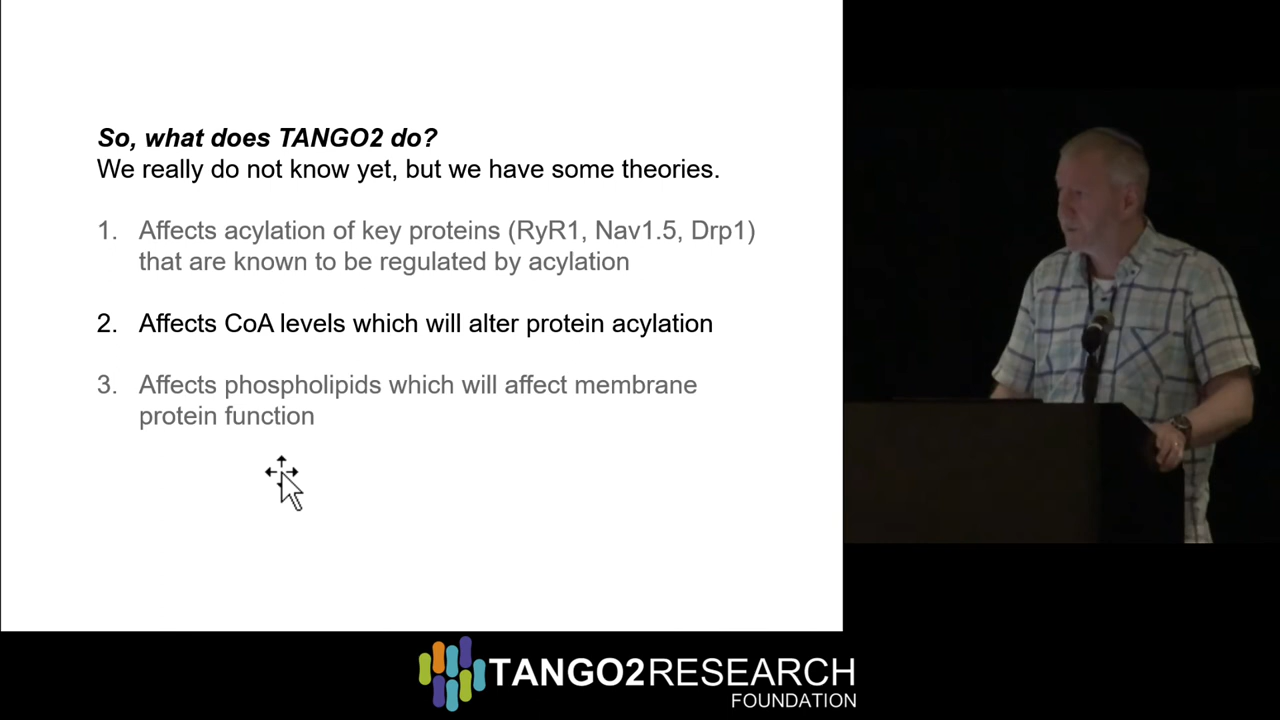 So, what does TANGO2 do?
We really do not know yet, but we have some theories.
1. Affects acylation of key proteins (RyR1, Nav1.5, Drp1)
that are known to be regulated by acylation
2. Affects CoA levels which will alter protein acylation
3. Affects phospholipids which will affect membrane
protein function
TANGO2RESEARCH
FOUNDATION